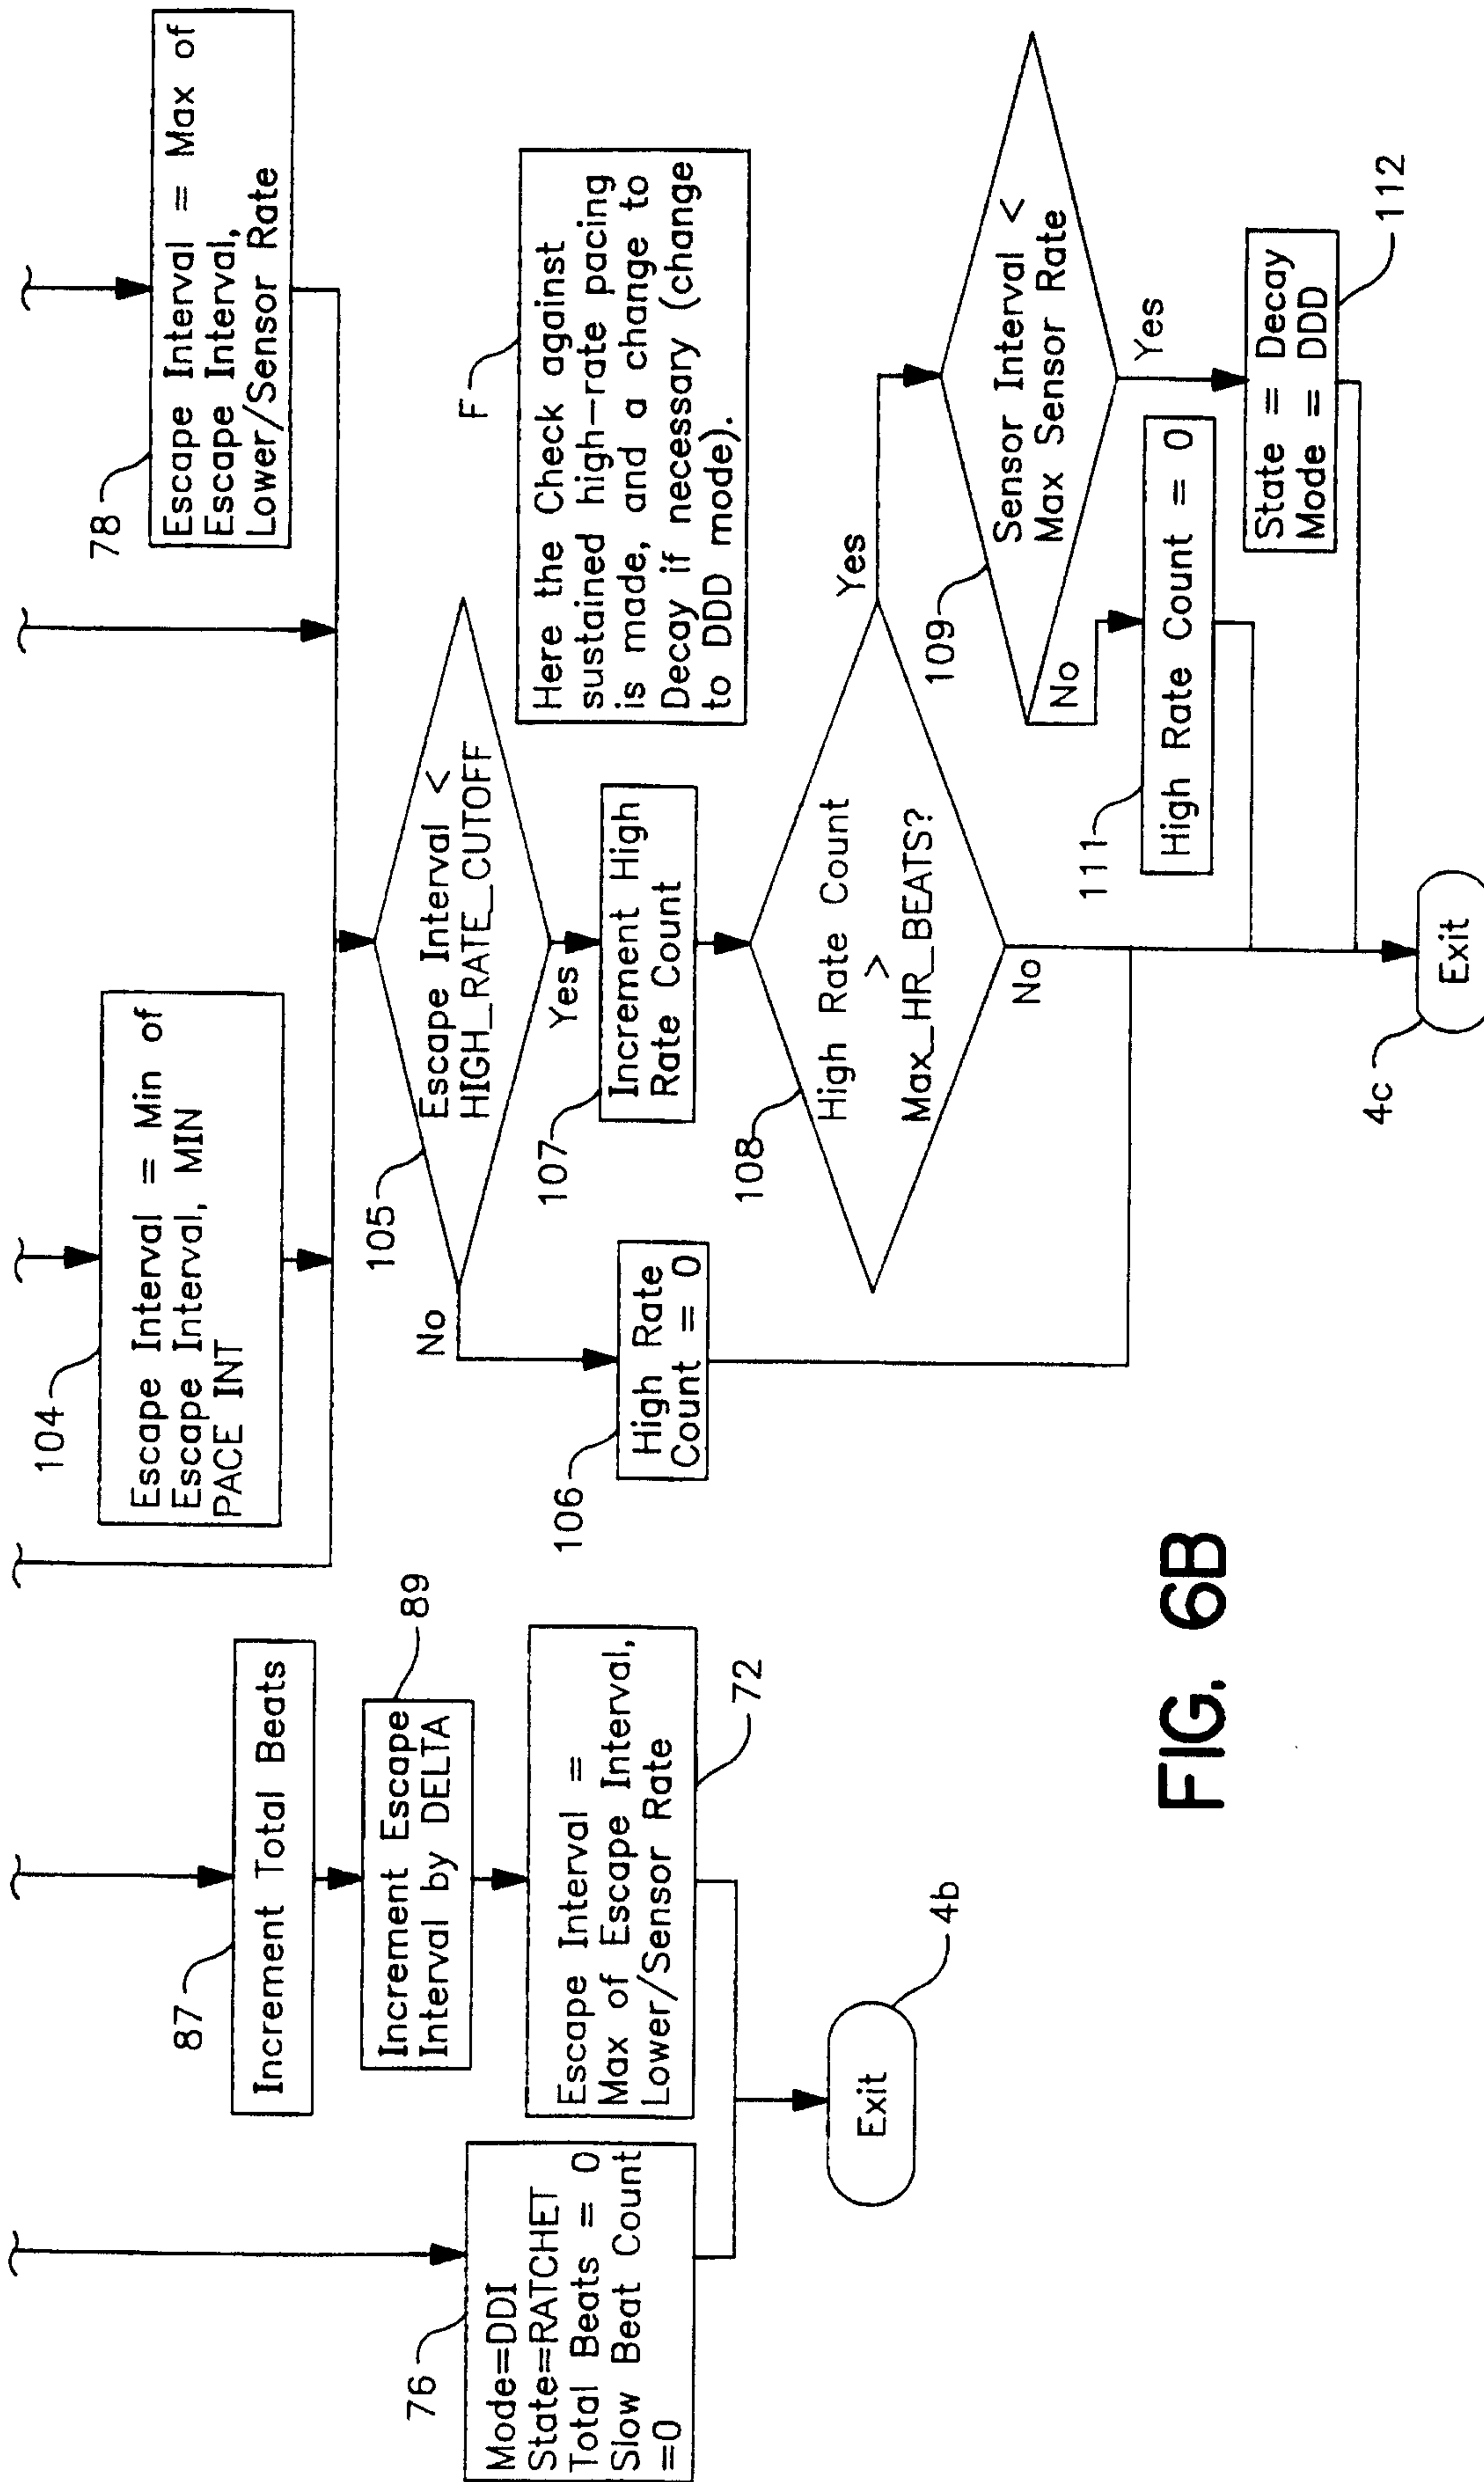 76
Mode=DDI
State=RATCHET
Total Beats = 0
Slow Beat Count
=0
87
Increment Total Beats
89
Increment Escape
Interval by DELTA
Escape Interval =
Max of Escape Interval,
Lower/Sensor Rate
72
Exit
4b
104
Escape Interval = Min of
Escape Interval, MIN
PACE INT
78
Escape Interval = Max of
Escape Interval,
Lower/Sensor Rate
105
Escape Interval <
HIGH_RATE_CUTOFF
No
Yes
106
High Rate
Count = 0
107
Increment High
Rate Count
F
Here the Check against
sustained high-rate pacing
is made, and a change to
Decay if necessary (change
to DDD mode).
108
High Rate Count
>
Max_HR_BEATS?
Yes
No
109
Sensor Interval <
Max Sensor Rate
No
Yes
111
High Rate Count = 0
State = Decay
Mode = DDD
112
4c
Exit
FIG. 6B